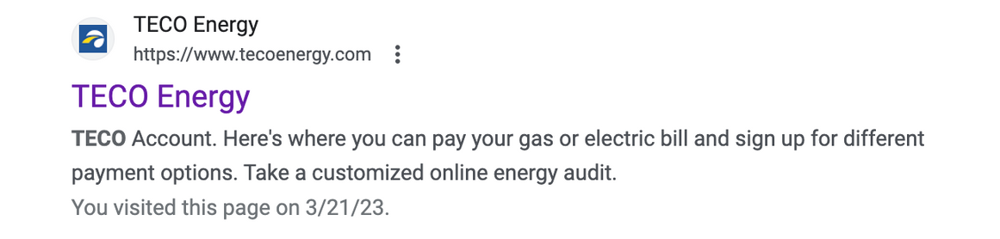 TECO Energy
https://www.tecoenergy.com
TECO Energy
TECO Account. Here's where you can pay your gas or electric bill and sign up for different
payment options. Take a customized online energy audit.
You visited this page on 3/21/23.